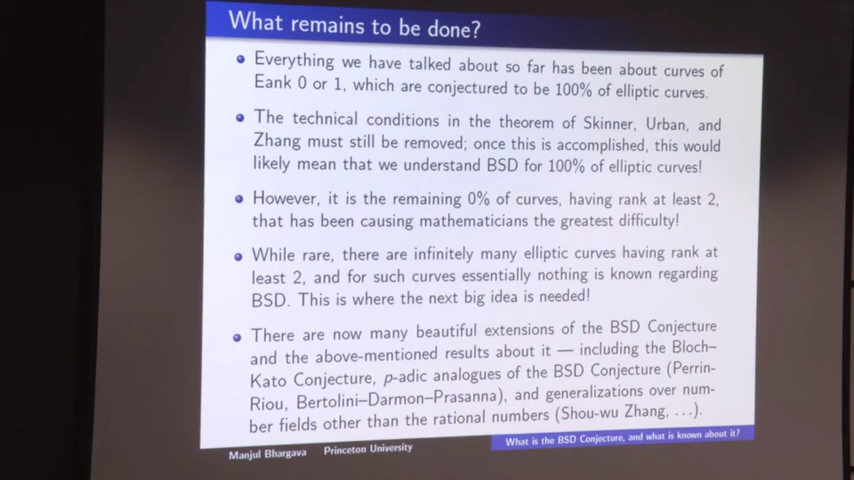 What remains to be done?
Everything we have talked about so far has been about curves of
Eank 0 or 1, which are conjectured to be 100% of elliptic curves.
The technical conditions in the theorem of Skinner, Urban, and
Zhang must still be removed; once this is accomplished, this would
likely mean that we understand BSD for 100% of elliptic curves!
However, it is the remaining 0% of curves, having rank at least 2,
that has been causing mathematicians the greatest difficulty!
While rare, there are infinitely many elliptic curves having rank at
least 2, and for such curves essentially nothing is known regarding
BSD. This is where the next big idea is needed!
There are now many beautiful extensions of the BSD Conjecture
and the above-mentioned results about it — including the Bloch–
Kato Conjecture, p-adic analogues of the BSD Conjecture (Perrin-
Riou, Bertolini–Darmon–Prasanna), and generalizations over num-
ber fields other than the rational numbers (Shou-wu Zhang, ...).
Manjul Bhargava Princeton University
What is the BSD Conjecture, and what is known about it?